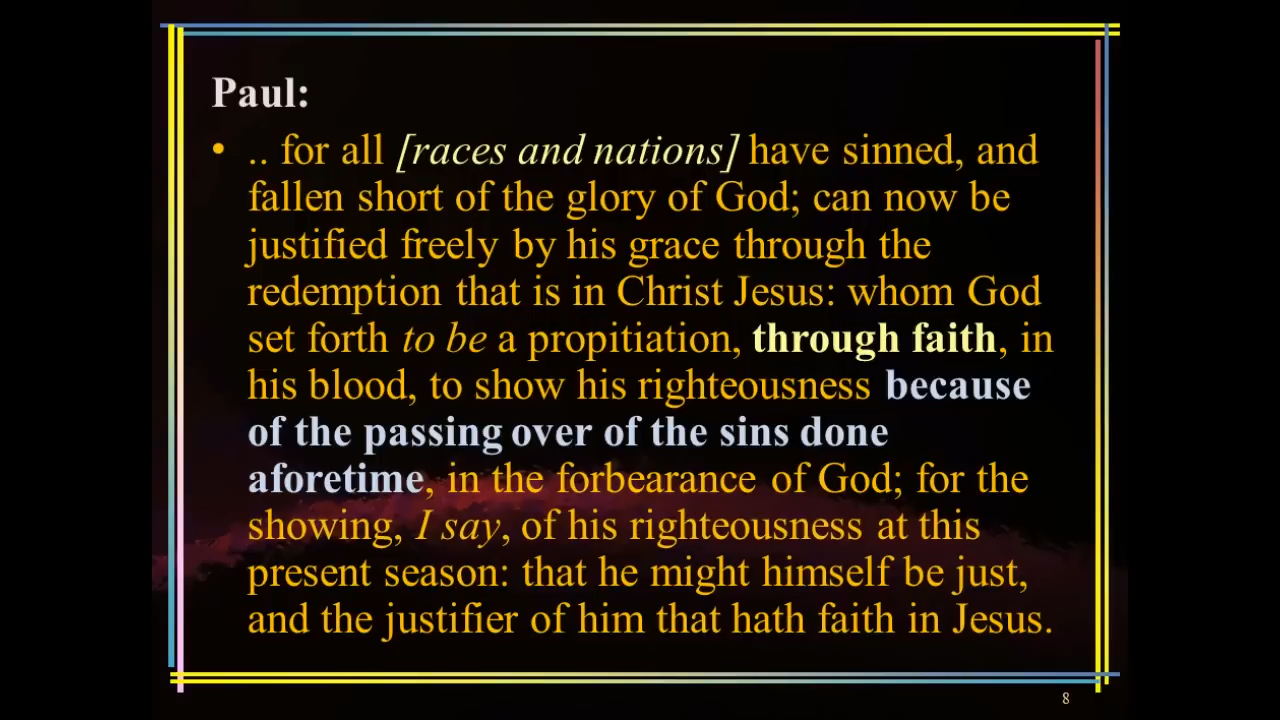 Paul:
• .. for all [races and nations] have sinned, and
fallen short of the glory of God; can now be
justified freely by his grace through the
redemption that is in Christ Jesus: whom God
set forth to be a propitiation, through faith, in
his blood, to show his righteousness because
of the passing over of the sins done
aforetime, in the forbearance of God; for the
showing, I say, of his righteousness at this
present season: that he might himself be just,
and the justifier of him that hath faith in Jesus.
8